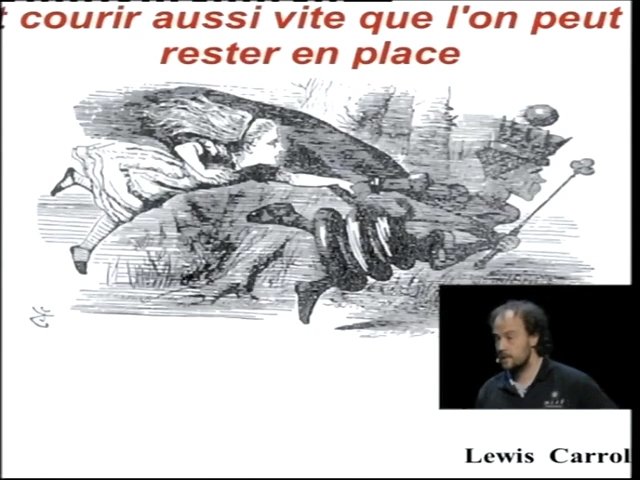 t courir aussi vite que l'on peut
rester en place
Lewis Carrol